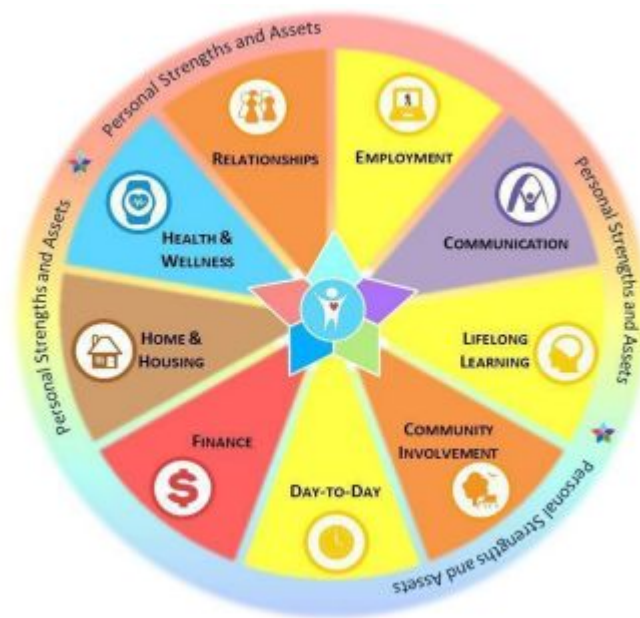 Personal Strengths and Assets
Personal Strengths and Assets
Personal Strengths and Assets
Personal Strengths and Assets
RELATIONSHIPS
EMPLOYMENT
COMMUNICATION
LIFELONG
LEARNING
COMMUNITY
INVOLVEMENT
DAY-TO-DAY
FINANCE
HOME &
HOUSING
HEALTH &
WELLNESS
$